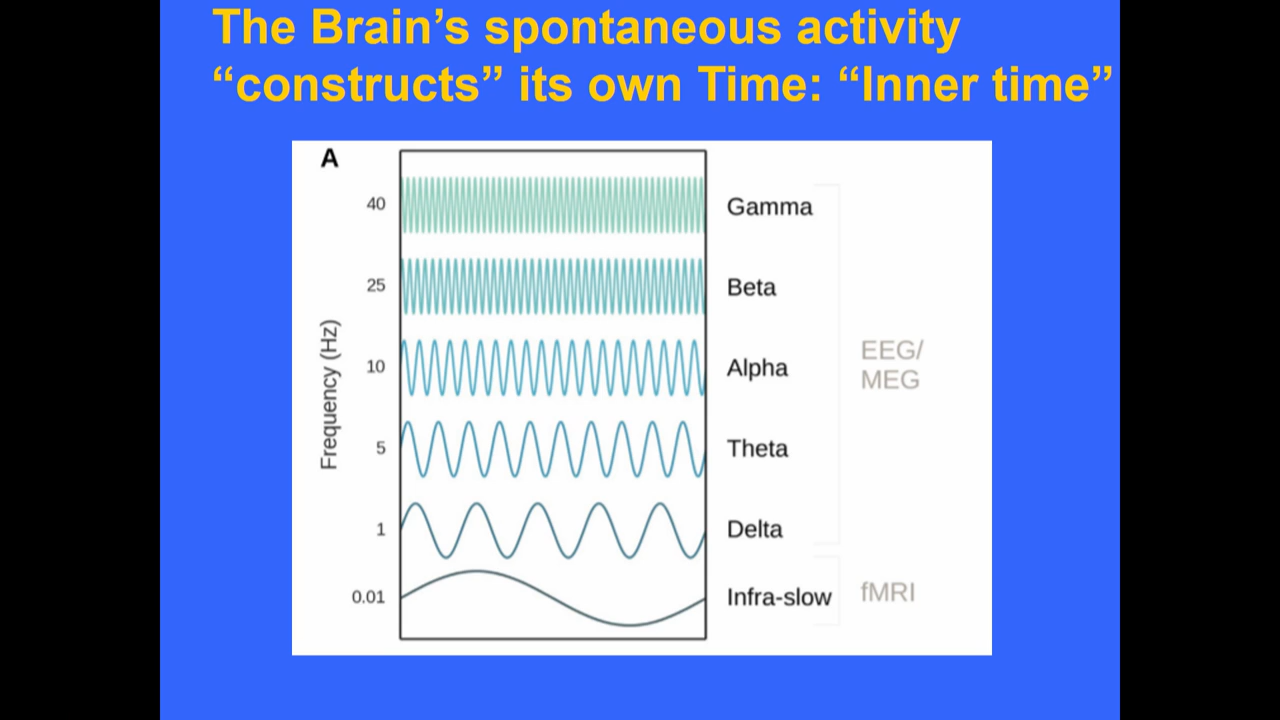 The Brain’s spontaneous activity
“constructs” its own Time: “Inner time”
A
Frequency (Hz)
40
Gamma
25
Beta
10
Alpha
5
Theta
1
Delta
0.01
Infra-slow
EEG/
MEG
fMRI